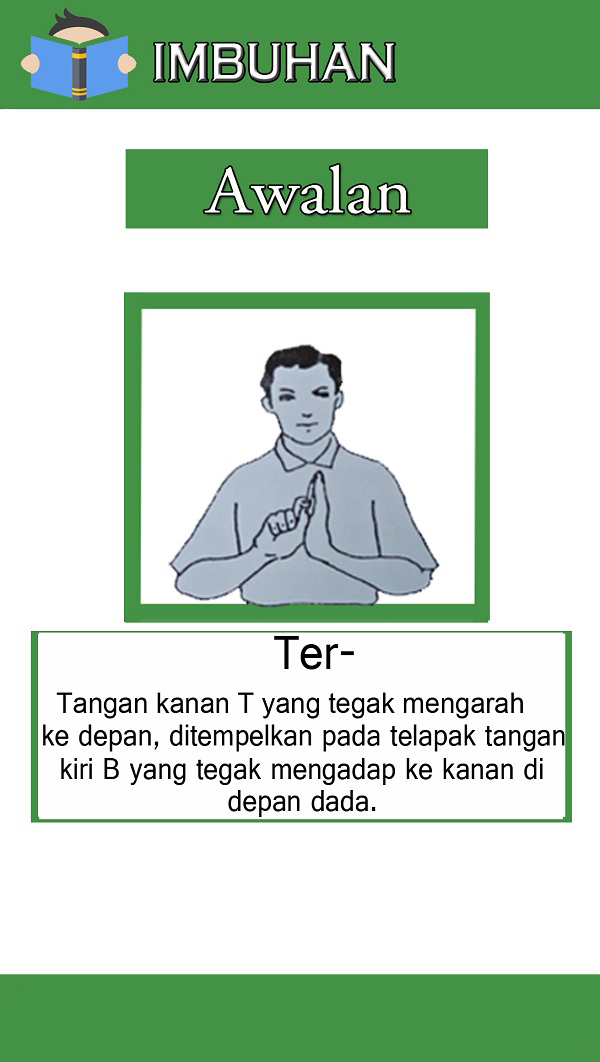 IMBUHAN
Awalan
Ter-
Tangan kanan T yang tegak mengarah
ke depan, ditempelkan pada telapak tangan
kiri B yang tegak mengadap ke kanan di
depan dada.